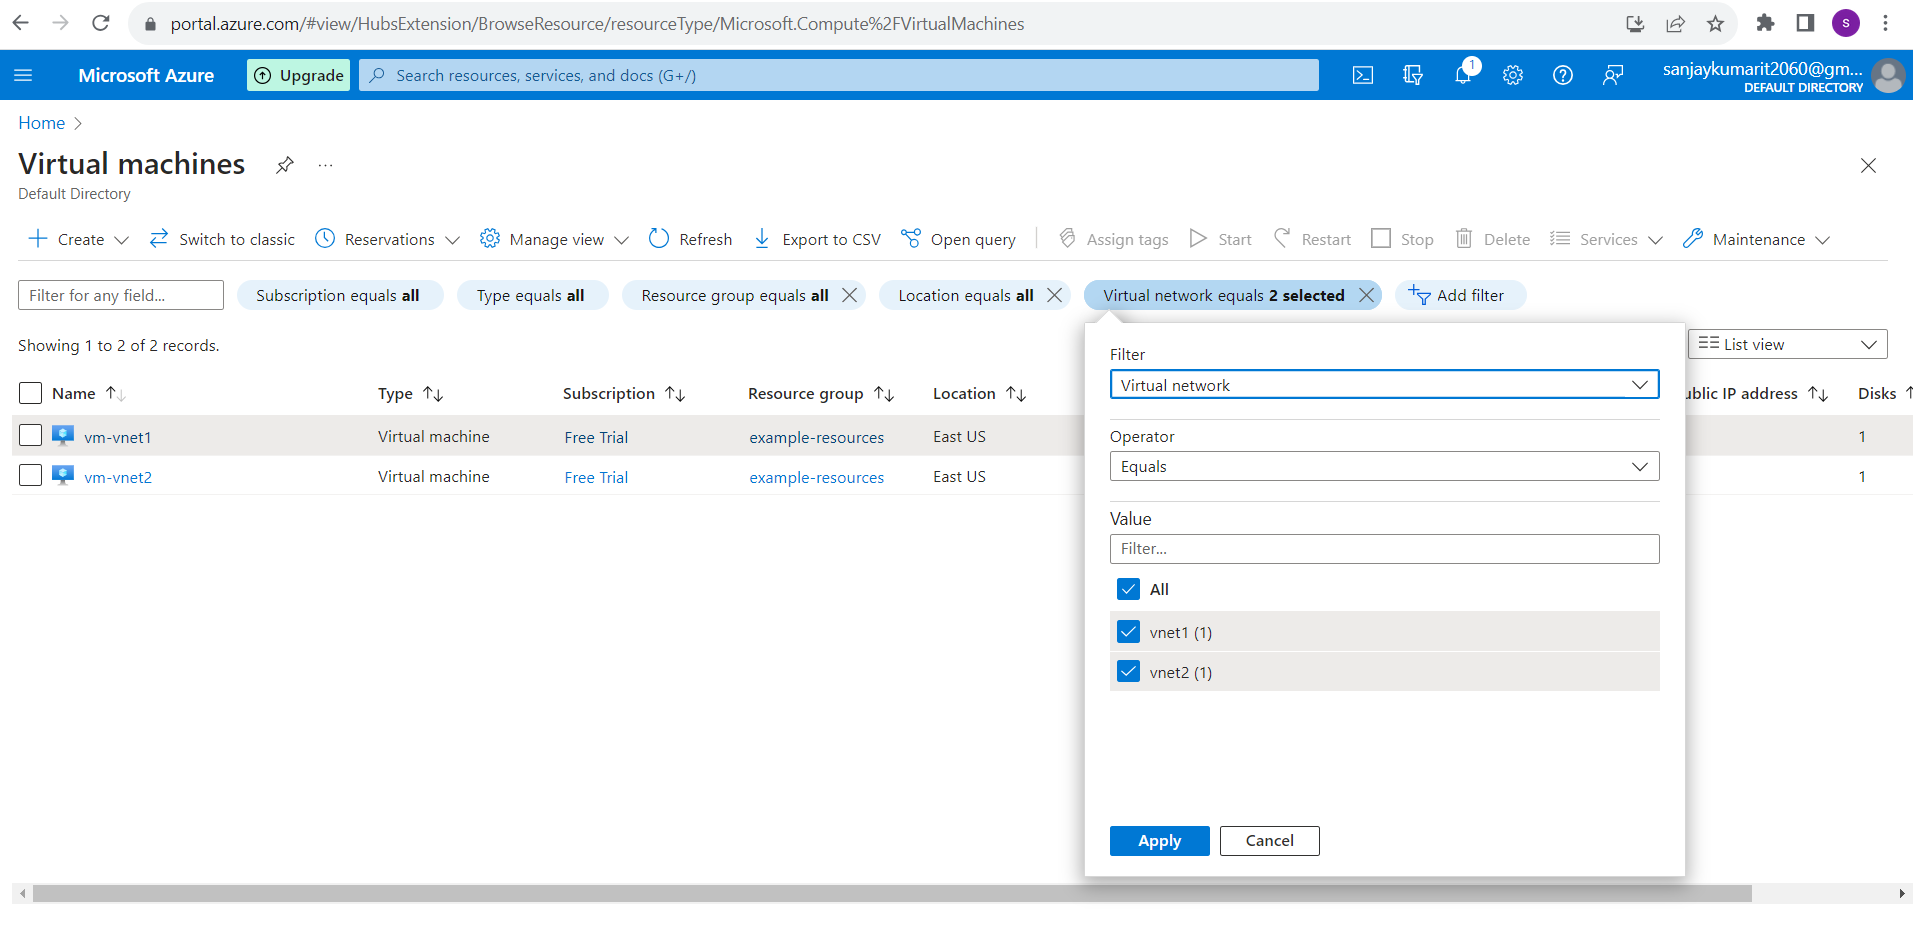 portal.azure.com/#view/HubsExtension/BrowseResource/resourceType/Microsoft.Compute%2FVirtualMachines
S
Microsoft Azure
Upgrade
Search resources, services, and docs (G+/)
1
sanjaykumarit2060@gm...
DEFAULT DIRECTORY
Home
Virtual machines
...
Default Directory
Create
Switch to classic
Reservations
Manage view
Refresh
Export to CSV
Open query
Assign tags
Start
Restart
Stop
Delete
Services
Maintenance
Filter for any field...
Subscription equals all
Type equals all
Resource group equals all
Location equals all
Virtual network equals 2 selected
Add filter
Showing 1 to 2 of 2 records.
List view
Name Type Subscription Resource group Location ublic IP address Disks
vm-vnet1 Virtual machine Free Trial example-resources East US 1
vm-vnet2 Virtual machine Free Trial example-resources East US 1
Filter
Virtual network
Operator
Equals
Value
Filter...
All
vnet1 (1)
vnet2 (1)
Apply
Cancel